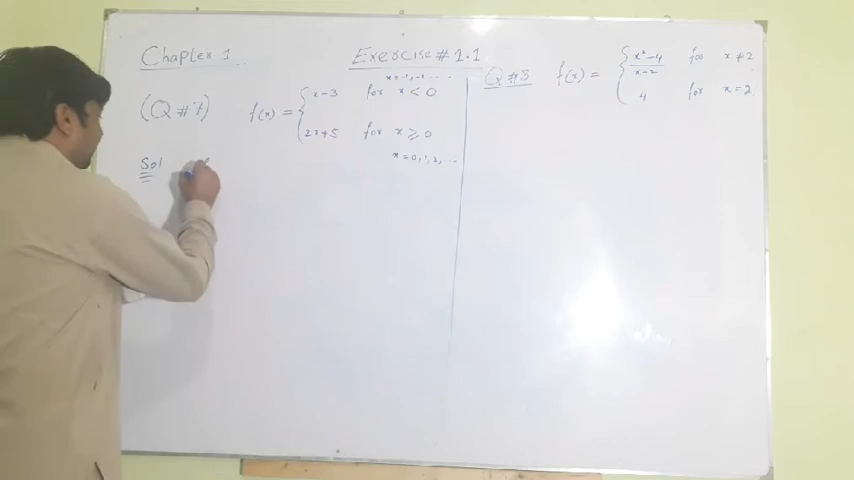 Chapter 1
Exercise # 1.1
(Q # 7)
x = -1, -2 ...
f(x) = { x-3 for x < 0
2x+5 for x ≥ 0
x = 0, 1, 2, ...
Sol
Q # 8
f(x) = { x²-4 / x-2 for x ≠ 2
4 for x = 2